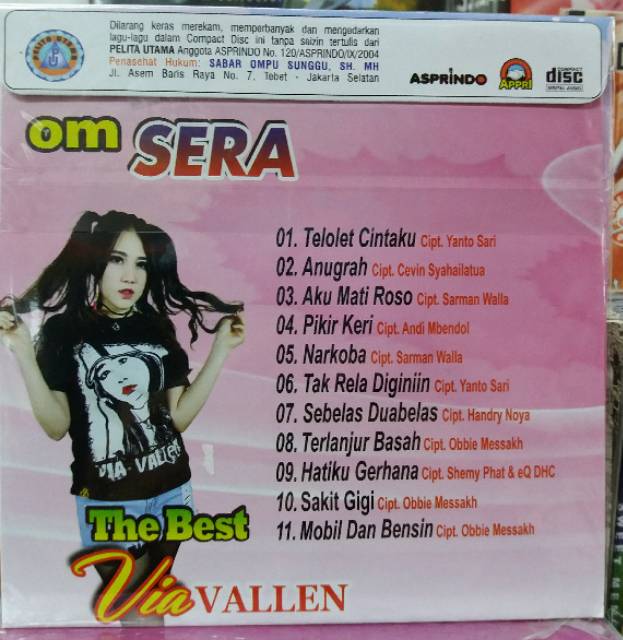 Dilarang keras merekam, memperbanyak dan mengedarkan
lagu-lagu dalam Compact Disc ini tanpa seizin tertulis dari
PELITA UTAMA Anggota ASPRINDO No. 120/ASPRINDO/IX/2004
Penasehat Hukum: SABAR OMPU SUNGGU, SH. MH
Jl. Asem Baris Raya No. 7. Tebet - Jakarta Selatan
PELITA UTAMA
ASPRINDO
APPRI
COMPACT
disc
DIGITAL AUDIO
om SERA
01. Telolet Cintaku Cipt. Yanto Sari
02. Anugrah Cipt. Cevin Syahailatua
03. Aku Mati Roso Cipt. Sarman Walla
04. Pikir Keri Cipt. Andi Mbendol
05. Narkoba Cipt. Sarman Walla
06. Tak Rela Diginiin Cipt. Yanto Sari
07. Sebelas Duabelas Cipt. Handry Noya
08. Terlanjur Basah Cipt. Obbie Messakh
09. Hatiku Gerhana Cipt. Shemy Phat & eQ DHC
10. Sakit Gigi Cipt. Obbie Messakh
11. Mobil Dan Bensin Cipt. Obbie Messakh
VIA VALLEN
The Best
Via VALLEN